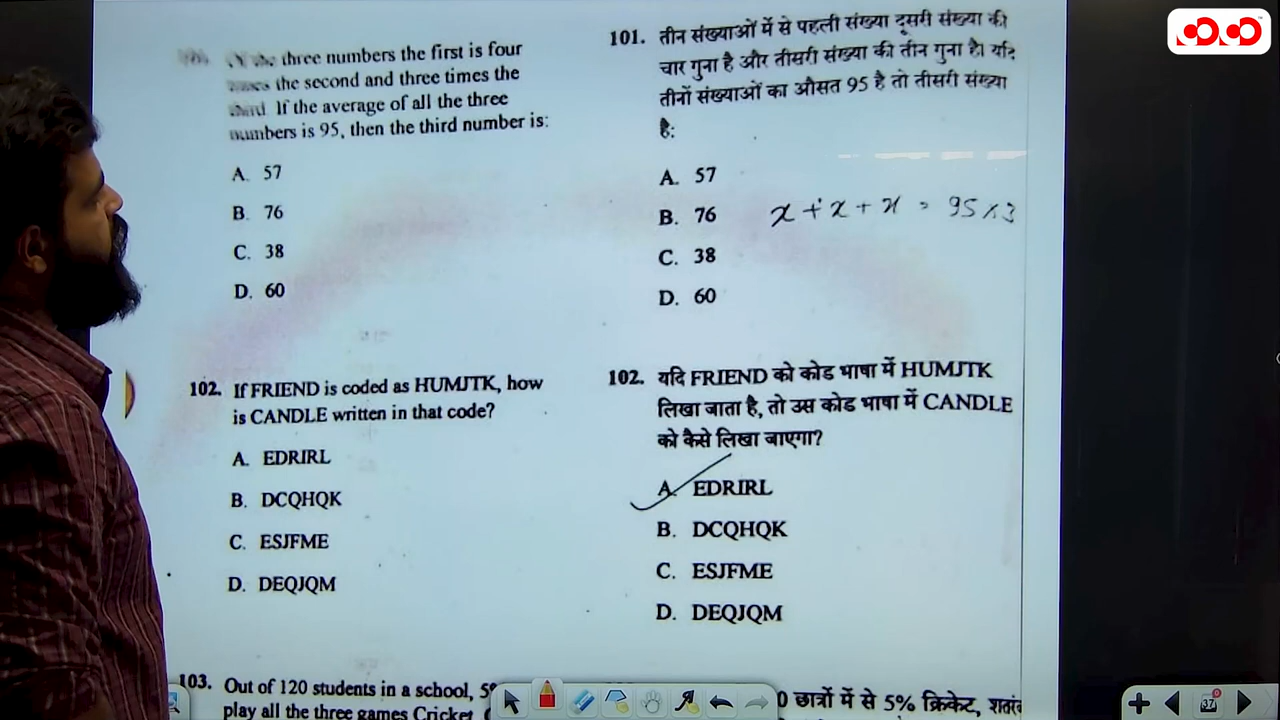 three numbers the first is four
the second and three times the
If the average of all the three
numbers is 95, then the third number is:
A. 57
B. 76
C. 38
D. 60
102. If FRIEND is coded as HUMJTK, how
is CANDLE written in that code?
A. EDRIRL
B. DCQHQK
C. ESJFME
D. DEQJQM
103. Out of 120 students in a school, 5
play all the three games Cricket
101. तीन संख्याओं में से पहली संख्या दूसरी संख्या की
चार गुना है और तीसरी संख्या की तीन गुना है। यदि
तीनों संख्याओं का औसत 95 है तो तीसरी संख्या
है:
A. 57
B. 76
C. 38
D. 60
x + x + x = 95 × 3
102. यदि FRIEND को कोड भाषा में HUMJTK
लिखा जाता है, तो उस कोड भाषा में CANDLE
को कैसे लिखा जाएगा?
A. EDRIRL
B. DCQHQK
C. ESJFME
D. DEQJQM
0 छात्रों में से 5% क्रिकेट, शतरंज
37